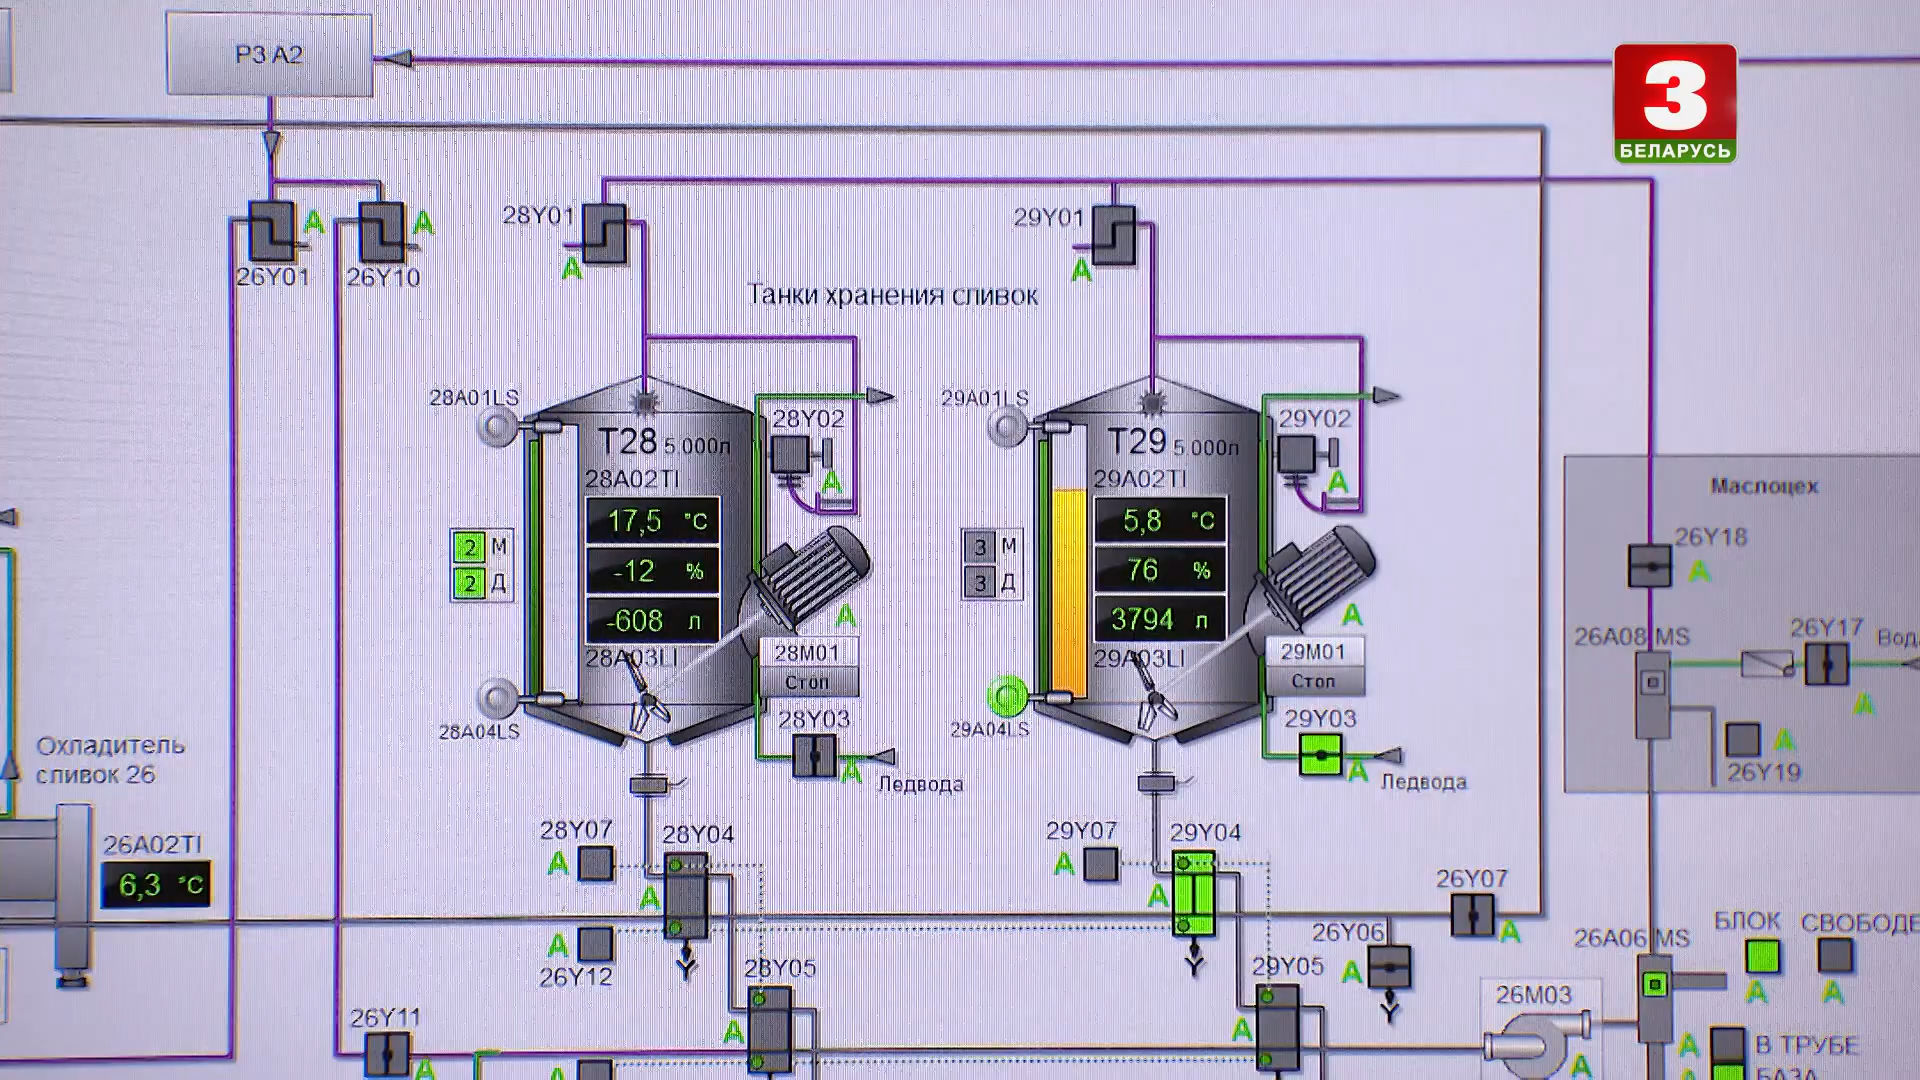 РЗ А2
3
БЕЛАРУСЬ
A
A
26Y01
26Y10
28Y01
A
29Y01
A
Танки хранения сливок
28A01LS
28Y02
T28 5.000л
28A02TI
17,5 °C
-12 %
-608 л
28A03LI
A
2 М
2 Д
A
28M01
Стоп
28A04LS
28Y03
A
Ледвода
29A01LS
29Y02
T29 5.000л
29A02TI
5,8 °C
76 %
3794 л
29A03LI
A
3 М
3 Д
A
29M01
Стоп
29A04LS
29Y03
A
Ледвода
Маслоцех
26Y18
A
26A08 MS
26Y17
Вод
A
A
26Y19
Охладитель
сливок 26
26A02TI
6,3 °C
28Y07
A
28Y04
A
A
26Y12
28Y05
A
26Y11
A
A
29Y07
A
29Y04
A
29Y05
A
26Y07
A
26Y06
A
26M03
A
26A06 MS
БЛОК
A
СВОБОДЕ
A
A
В ТРУБЕ
A
БАЗА